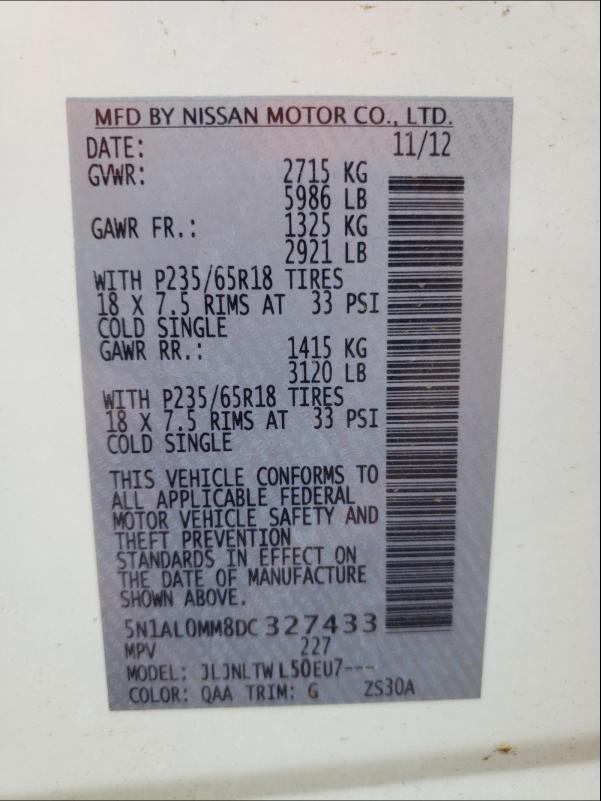 MFD BY NISSAN MOTOR CO., LTD.
DATE: 11/12
GVWR: 2715 KG
5986 LB
GAWR FR.: 1325 KG
2921 LB
WITH P235/65R18 TIRES
18 X 7.5 RIMS AT 33 PSI
COLD SINGLE
GAWR RR.: 1415 KG
3120 LB
WITH P235/65R18 TIRES
18 X 7.5 RIMS AT 33 PSI
COLD SINGLE
THIS VEHICLE CONFORMS TO
ALL APPLICABLE FEDERAL
MOTOR VEHICLE SAFETY AND
THEFT PREVENTION
STANDARDS IN EFFECT ON
THE DATE OF MANUFACTURE
SHOWN ABOVE.
5N1AL0MM8DC 327433
MPV 227
MODEL: JLJNLTW L50EU7---
COLOR: QAA TRIM: G ZS30A